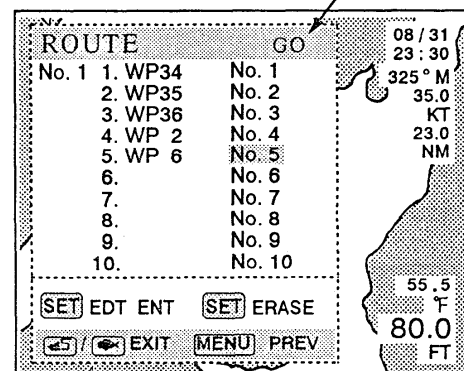 ROUTE GO
No. 1 1. WP34 No. 1
2. WP35 No. 2
3. WP36 No. 3
4. WP 2 No. 4
5. WP 6 No. 5
6. No. 6
7. No. 7
8. No. 8
9. No. 9
10. No. 10
SET EDT ENT SET ERASE
/ EXIT MENU PREV
08/31
23:30
325°M
35.0
KT
23.0
NM
55.5
°F
80.0
FT